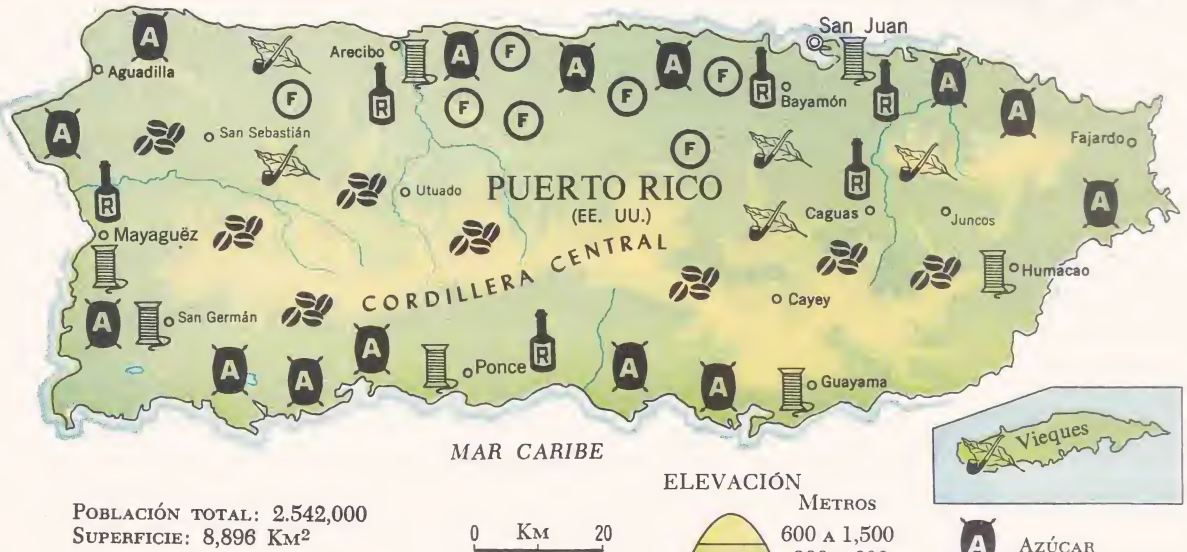 San Juan
Arecibo
Aguadilla
Bayamón
San Sebastián
Fajardo
Utuado
PUERTO RICO
(EE. UU.)
Caguas
Juncos
Mayaguëz
CORDILLERA CENTRAL
Humacao
Cayey
San Germán
Ponce
Guayama
MAR CARIBE
Vieques
A
A
A
A
A
A
A
A
A
A
A
A
A
A
F
F
F
F
F
F
F
R
R
R
R
R
R
ELEVACIÓN
METROS
600 A 1,500
POBLACIÓN TOTAL: 2.542,000
SUPERFICIE: 8,896 KM²
0 KM 20
A AZÚCAR